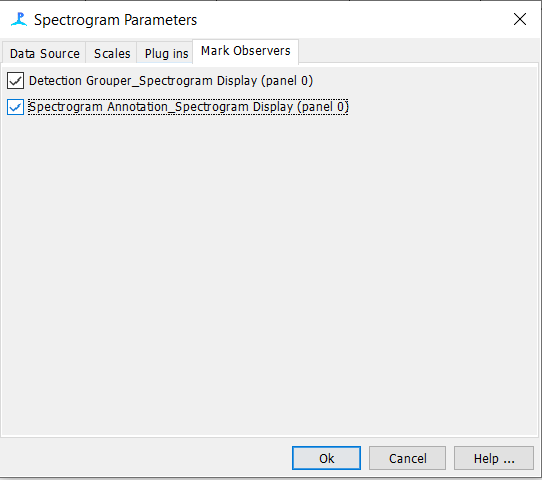 Spectrogram Parameters
Data Source Scales Plug ins Mark Observers
Detection Grouper_Spectrogram Display (panel 0)
Spectrogram Annotation_Spectrogram Display (panel 0)
Ok Cancel Help ...